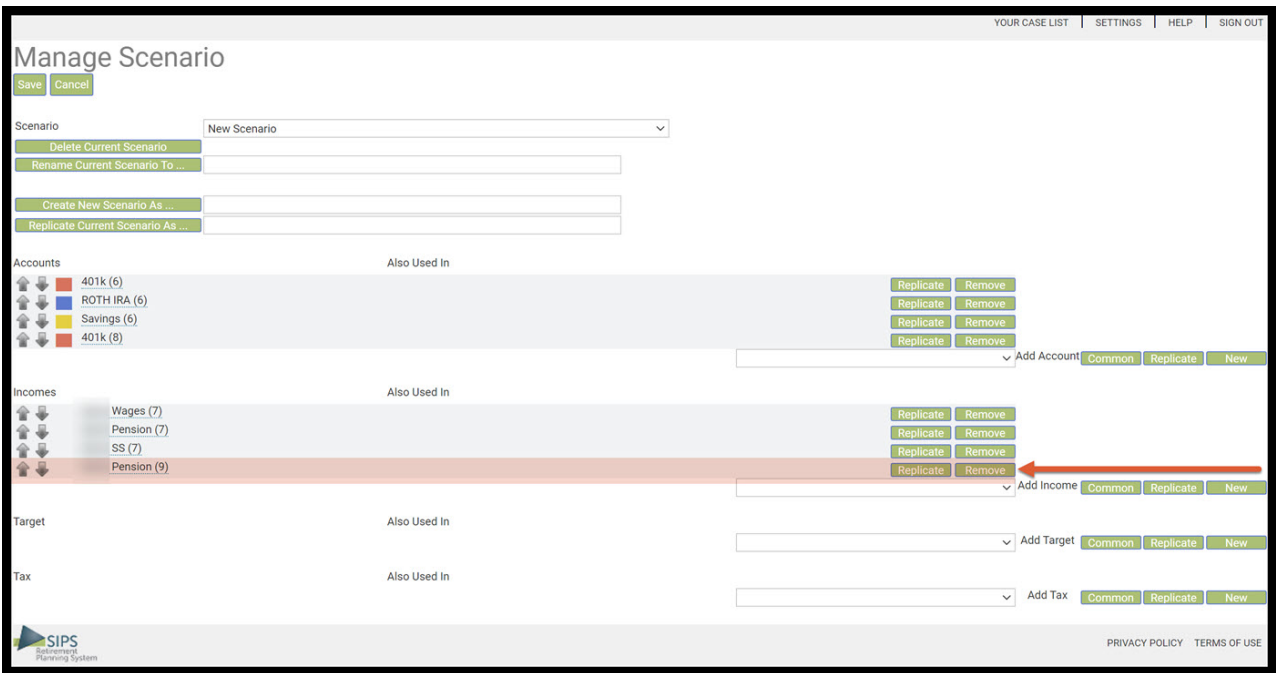 YOUR CASE LIST SETTINGS HELP SIGN OUT
Manage Scenario
Save Cancel
Scenario New Scenario
Delete Current Scenario
Rename Current Scenario To ...
Create New Scenario As ...
Replicate Current Scenario As ...
Accounts Also Used In
401k (6) Replicate Remove
ROTH IRA (6) Replicate Remove
Savings (6) Replicate Remove
401k (8) Replicate Remove
Add Account Common Replicate New
Incomes Also Used In
Wages (7) Replicate Remove
Pension (7) Replicate Remove
SS (7) Replicate Remove
Pension (9) Replicate Remove
Add Income Common Replicate New
Target Also Used In
Add Target Common Replicate New
Tax Also Used In
Add Tax Common Replicate New
SIPS
Retirement
Planning System
PRIVACY POLICY TERMS OF USE